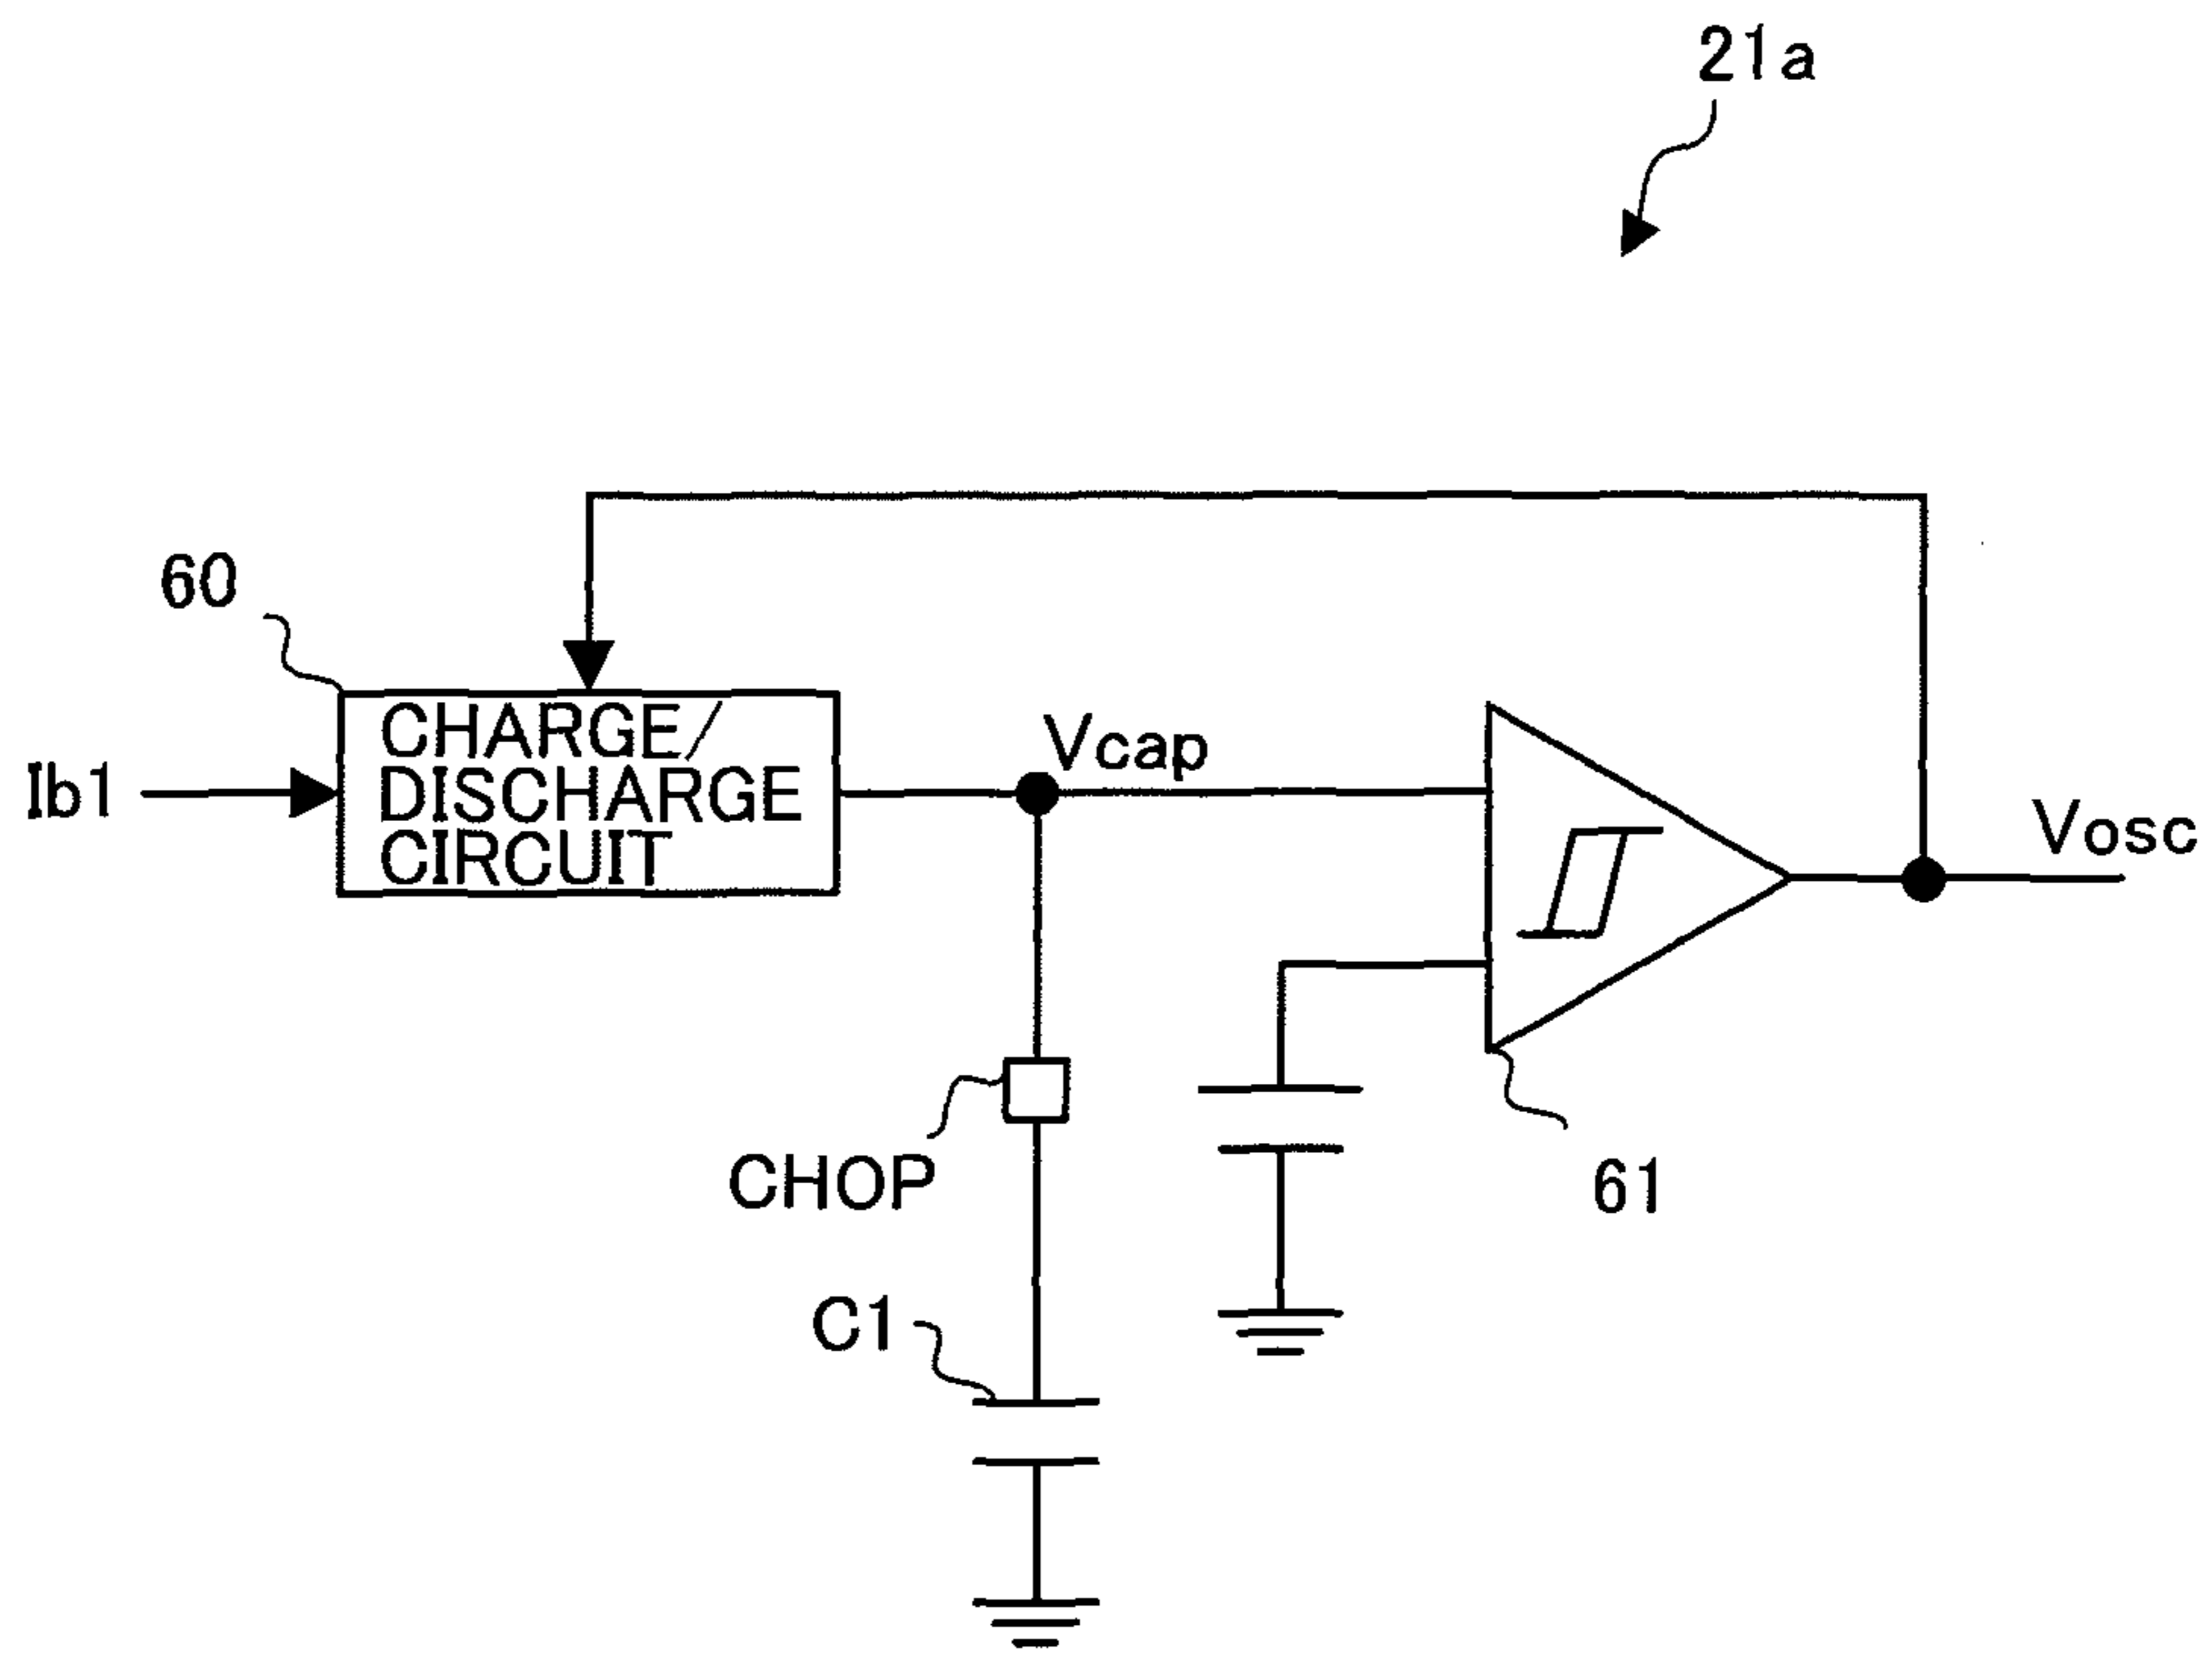 21a
60
CHARGE/
DISCHARGE
CIRCUIT
Ib1
Vcap
Vosc
CHOP
61
C1